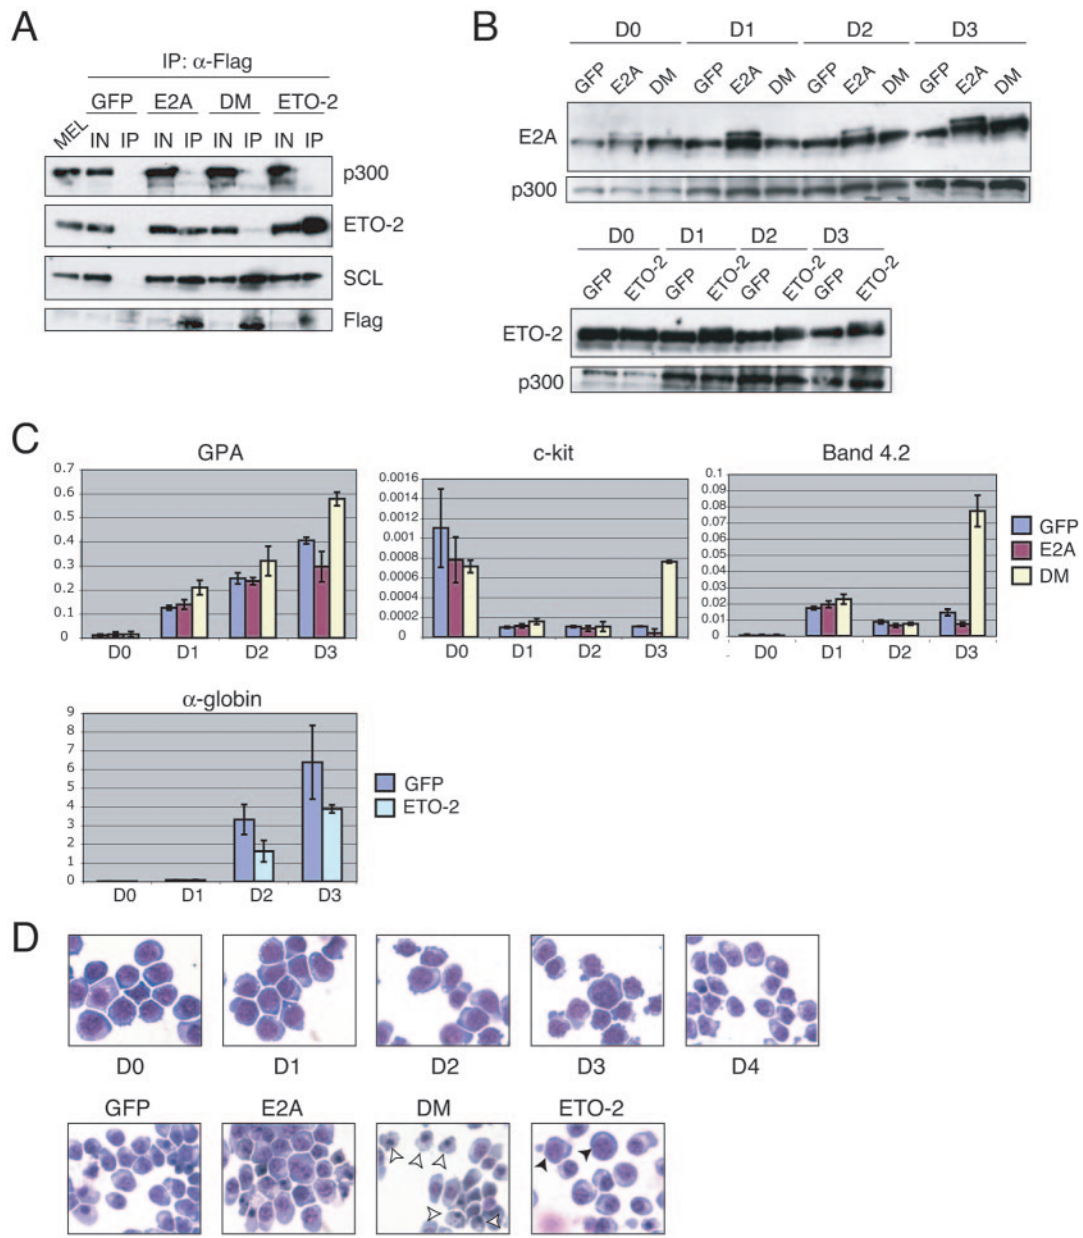 A
IP: α-Flag
GFP E2A DM ETO-2
MEL IN IP IN IP IN IP IN IP
p300
ETO-2
SCL
Flag
B
D0 D1 D2 D3
GFP E2A DM GFP E2A DM GFP E2A DM GFP E2A DM
E2A
p300
D0 D1 D2 D3
GFP ETO-2 GFP ETO-2 GFP ETO-2 GFP ETO-2
ETO-2
p300
C
GPA
0.7
0.6
0.5
0.4
0.3
0.2
0.1
0
D0 D1 D2 D3
c-kit
0.0016
0.0014
0.0012
0.001
0.0008
0.0006
0.0004
0.0002
0
D0 D1 D2 D3
Band 4.2
0.1
0.09
0.08
0.07
0.06
0.05
0.04
0.03
0.02
0.01
0
D0 D1 D2 D3
GFP
E2A
DM
α-globin
9
8
7
6
5
4
3
2
1
0
D0 D1 D2 D3
GFP
ETO-2
D
D0 D1 D2 D3 D4
GFP E2A DM ETO-2